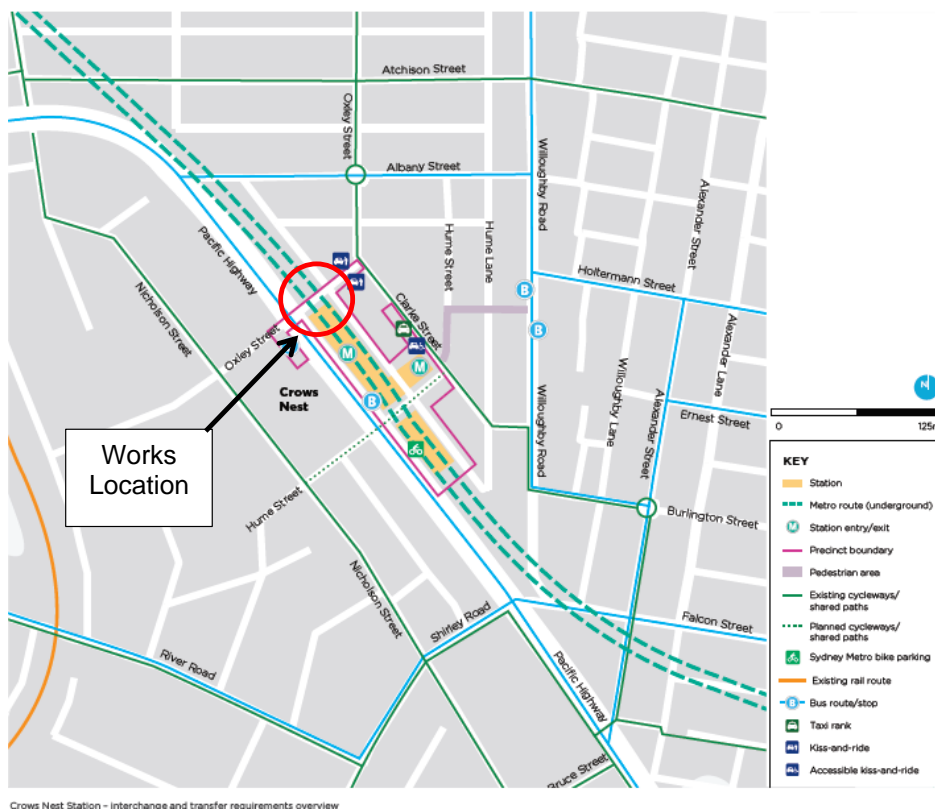 Atchison Street
Oxley Street
Albany Street
Willoughby Road
Alexander Street
Hume Street
Hume Lane
Holtermann Street
Pacific Highway
Nicholson Street
Clarke Street
B
B
M
M
B
Oxley Street
Crows
Nest
Works
Location
Hume Street
Willoughby Road
Willoughby Lane
Alexander Street
Alexander Lane
Ernest Street
Burlington Street
Nicholson Street
Shirley Road
Falcon Street
River Road
Pacific Highway
Bruce Street
N
0
125m
KEY
Station
Metro route (underground)
M
Station entry/exit
Precinct boundary
Pedestrian area
Existing cycleways/
shared paths
Planned cycleways/
shared paths
Sydney Metro bike parking
Existing rail route
B
Bus route/stop
Taxi rank
Kiss-and-ride
Accessible kiss-and-ride
Crows Nest Station – interchange and transfer requirements overview